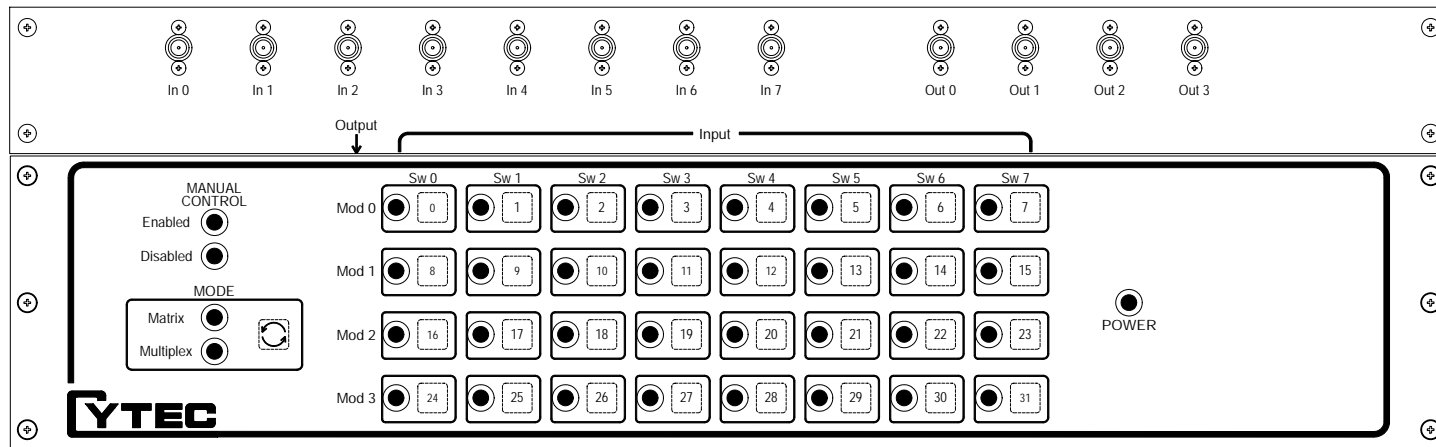 In 0 In 1 In 2 In 3 In 4 In 5 In 6 In 7 Out 0 Out 1 Out 2 Out 3
Output Input
Sw 0 Sw 1 Sw 2 Sw 3 Sw 4 Sw 5 Sw 6 Sw 7
MANUAL
CONTROL
Enabled
Disabled
MODE
Matrix
Multiplex
Mod 0 0 1 2 3 4 5 6 7
Mod 1 8 9 10 11 12 13 14 15
Mod 2 16 17 18 19 20 21 22 23
Mod 3 24 25 26 27 28 29 30 31
POWER
CYTEC